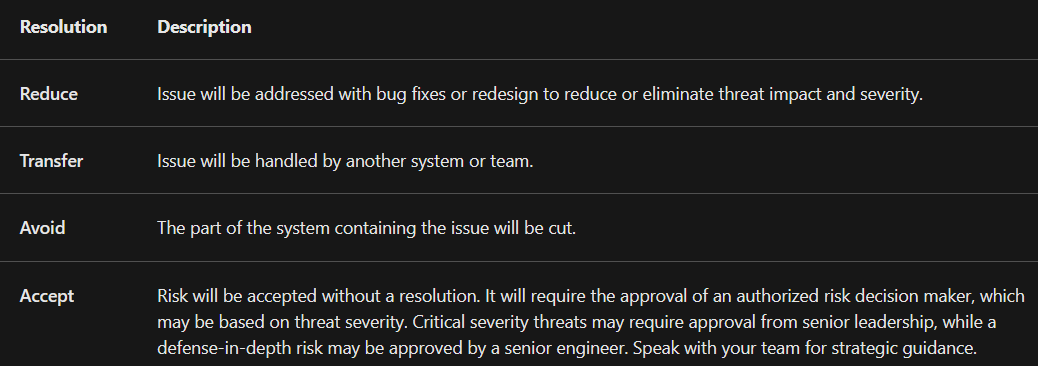 Resolution Description
Reduce Issue will be addressed with bug fixes or redesign to reduce or eliminate threat impact and severity.
Transfer Issue will be handled by another system or team.
Avoid The part of the system containing the issue will be cut.
Accept Risk will be accepted without a resolution. It will require the approval of an authorized risk decision maker, which
may be based on threat severity. Critical severity threats may require approval from senior leadership, while a
defense-in-depth risk may be approved by a senior engineer. Speak with your team for strategic guidance.